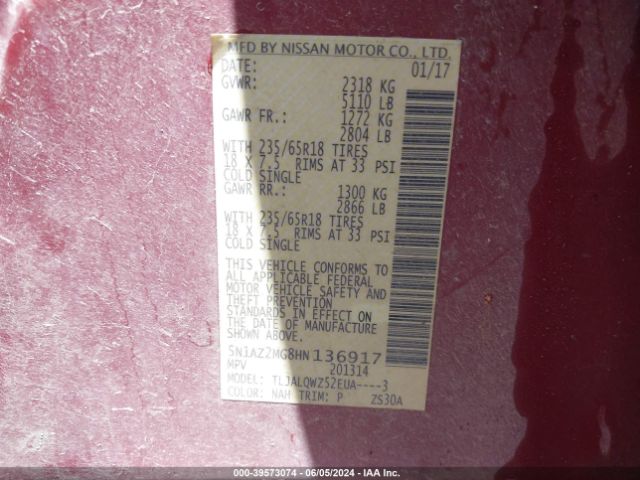 MFD BY NISSAN MOTOR CO., LTD.
DATE: 01/17
GVWR: 2318 KG
5110 LB
GAWR FR.: 1272 KG
2804 LB
WITH 235/65R18 TIRES
18 X 7.5 RIMS AT 33 PSI
COLD SINGLE
GAWR RR.: 1300 KG
2866 LB
WITH 235/65R18 TIRES
18 X 7.5 RIMS AT 33 PSI
COLD SINGLE
THIS VEHICLE CONFORMS TO
ALL APPLICABLE FEDERAL
MOTOR VEHICLE SAFETY AND
THEFT PREVENTION
STANDARDS IN EFFECT ON
THE DATE OF MANUFACTURE
SHOWN ABOVE.
5N1AZ2MG8HN136917
MPV 201314
MODEL: TLJALQWZ52EUA----3
COLOR: NAH TRIM: P ZS30A
000-39573074 / 06/05/2024 - IAA Inc.